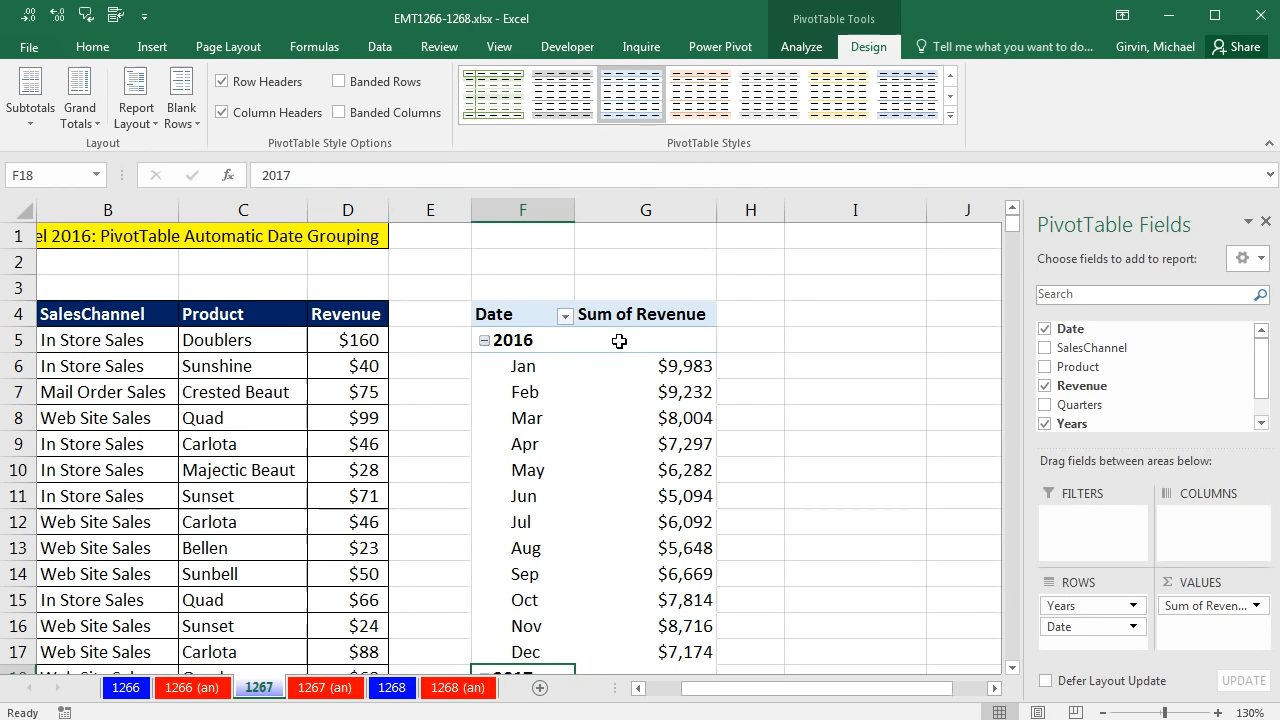 EMT1266-1268.xlsx - Excel
PivotTable Tools
File Home Insert Page Layout Formulas Data Review View Developer Inquire Power Pivot Analyze Design Tell me what you want to do... Girvin, Michael Share
Subtotals
Grand Totals
Report Layout
Blank Rows
Row Headers
Banded Rows
Column Headers
Banded Columns
Layout
PivotTable Style Options
PivotTable Styles
F18 fx 2017
B C D E F G H I J
1 el 2016: PivotTable Automatic Date Grouping
2
3
4 SalesChannel Product Revenue Date Sum of Revenue
5 In Store Sales Doublers $160 2016
6 In Store Sales Sunshine $40 Jan $9,983
7 Mail Order Sales Crested Beaut $75 Feb $9,232
8 Web Site Sales Quad $99 Mar $8,004
9 In Store Sales Carlota $46 Apr $7,297
10 In Store Sales Majectic Beaut $28 May $6,282
11 In Store Sales Sunset $71 Jun $5,094
12 Web Site Sales Carlota $46 Jul $6,092
13 Web Site Sales Bellen $23 Aug $5,648
14 Web Site Sales Sunbell $50 Sep $6,669
15 In Store Sales Quad $66 Oct $7,814
16 Web Site Sales Sunset $24 Nov $8,716
17 Web Site Sales Carlota $88 Dec $7,174
PivotTable Fields
Choose fields to add to report:
Search
Date
SalesChannel
Product
Revenue
Quarters
Years
Drag fields between areas below:
FILTERS COLUMNS
ROWS Σ VALUES
Years Sum of Reven...
Date
Defer Layout Update UPDATE
1266 1266 (an) 1267 1267 (an) 1268 1268 (an)
Ready 130%